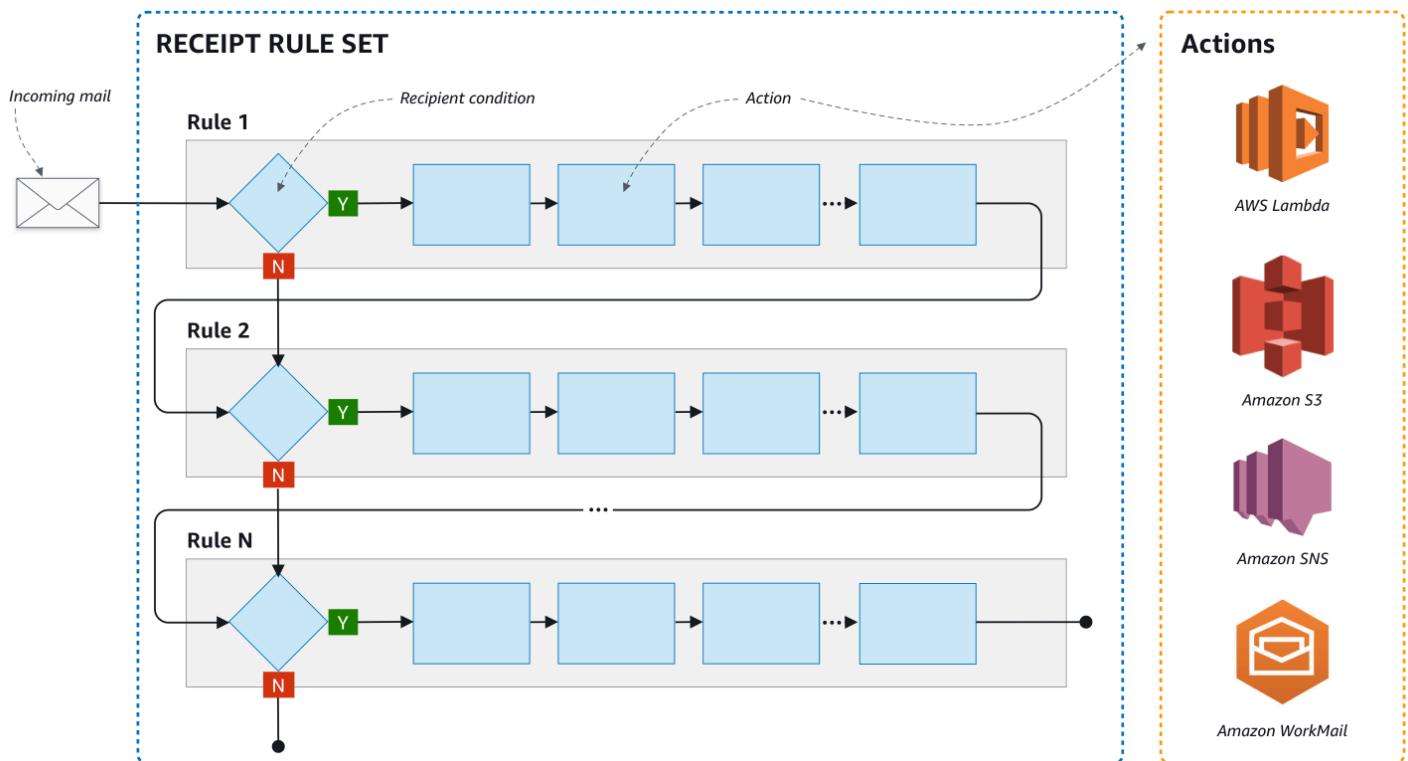 RECEIPT RULE SET
Actions
Incoming mail
Recipient condition
Action
Rule 1
Y
N
Rule 2
Y
N
Rule N
Y
N
AWS Lambda
Amazon S3
Amazon SNS
Amazon WorkMail